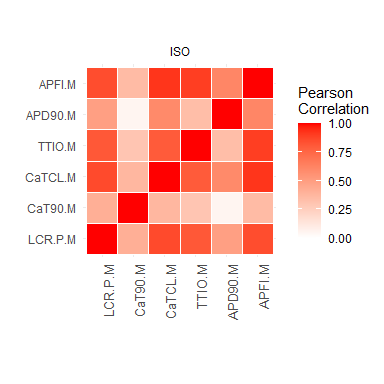 ISO
APFI.M
APD90.M
TTIO.M
CaTCL.M
CaT90.M
LCR.P.M
LCR.P.M
CaT90.M
CaTCL.M
TTIO.M
APD90.M
APFI.M
Pearson
Correlation
1.00
0.75
0.50
0.25
0.00